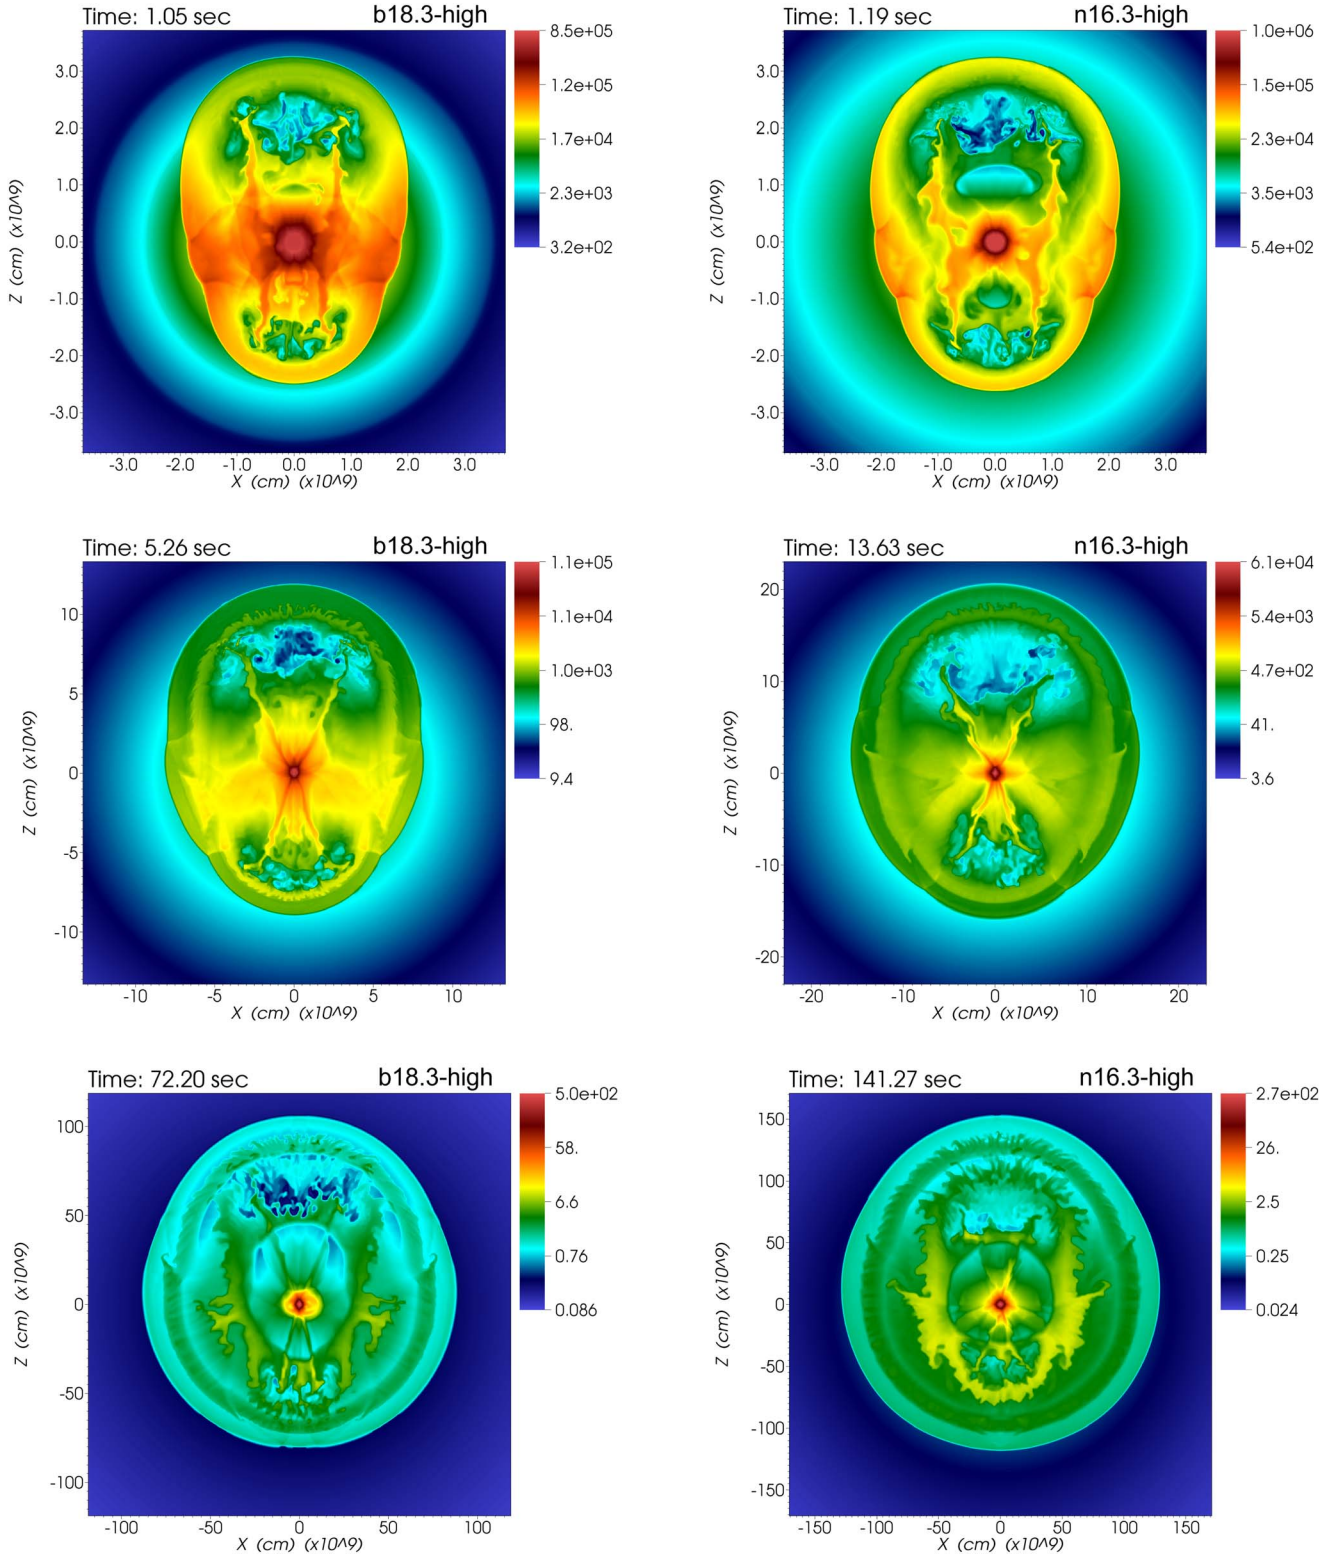 Time: 1.05 sec b18.3-high
8.5e+05
1.2e+05
1.7e+04
2.3e+03
3.2e+02
3.0
2.0
1.0
0.0
-1.0
-2.0
-3.0
Z (cm) (x10^9)
-3.0 -2.0 -1.0 0.0 1.0 2.0 3.0
X (cm) (x10^9)
Time: 1.19 sec n16.3-high
1.0e+06
1.5e+05
2.3e+04
3.5e+03
5.4e+02
3.0
2.0
1.0
0.0
-1.0
-2.0
-3.0
Z (cm) (x10^9)
-3.0 -2.0 -1.0 0.0 1.0 2.0 3.0
X (cm) (x10^9)
Time: 5.26 sec b18.3-high
1.1e+05
1.1e+04
1.0e+03
98.
9.4
10
5
0
-5
-10
Z (cm) (x10^9)
-10 -5 0 5 10
X (cm) (x10^9)
Time: 13.63 sec n16.3-high
6.1e+04
5.4e+03
4.7e+02
41.
3.6
20
10
0
-10
-20
Z (cm) (x10^9)
-20 -10 0 10 20
X (cm) (x10^9)
Time: 72.20 sec b18.3-high
5.0e+02
58.
6.6
0.76
0.086
100
50
0
-50
-100
Z (cm) (x10^9)
-100 -50 0 50 100
X (cm) (x10^9)
Time: 141.27 sec n16.3-high
2.7e+02
26.
2.5
0.25
0.024
150
100
50
0
-50
-100
-150
Z (cm) (x10^9)
-150 -100 -50 0 50 100 150
X (cm) (x10^9)